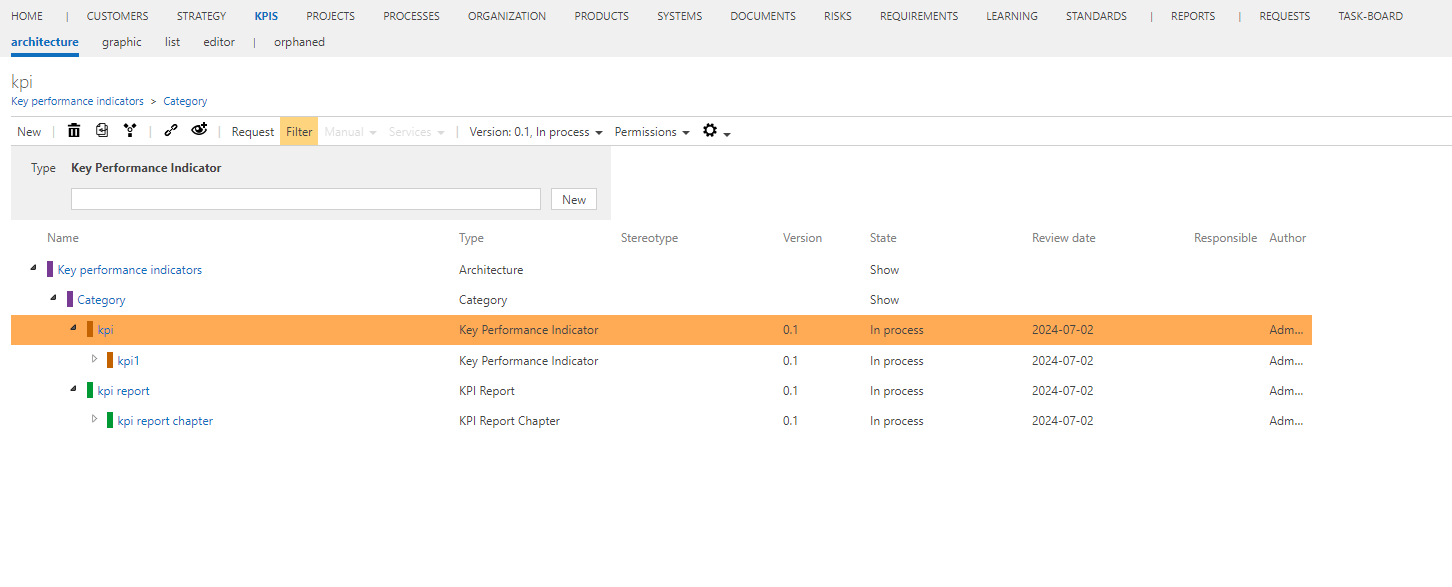 HOME | CUSTOMERS STRATEGY KPIS PROJECTS PROCESSES ORGANIZATION PRODUCTS SYSTEMS DOCUMENTS RISKS REQUIREMENTS LEARNING STANDARDS | REPORTS | REQUESTS TASK-BOARD
architecture graphic list editor | orphaned
kpi
Key performance indicators > Category
New | | Request Filter Manual Services | Version: 0.1, In process Permissions
Type Key Performance Indicator
New
Name Type Stereotype Version State Review date Responsible Author
Key performance indicators Architecture Show
Category Category Show
kpi Key Performance Indicator 0.1 In process 2024-07-02 Adm...
kpi1 Key Performance Indicator 0.1 In process 2024-07-02 Adm...
kpi report KPI Report 0.1 In process 2024-07-02 Adm...
kpi report chapter KPI Report Chapter 0.1 In process 2024-07-02 Adm...